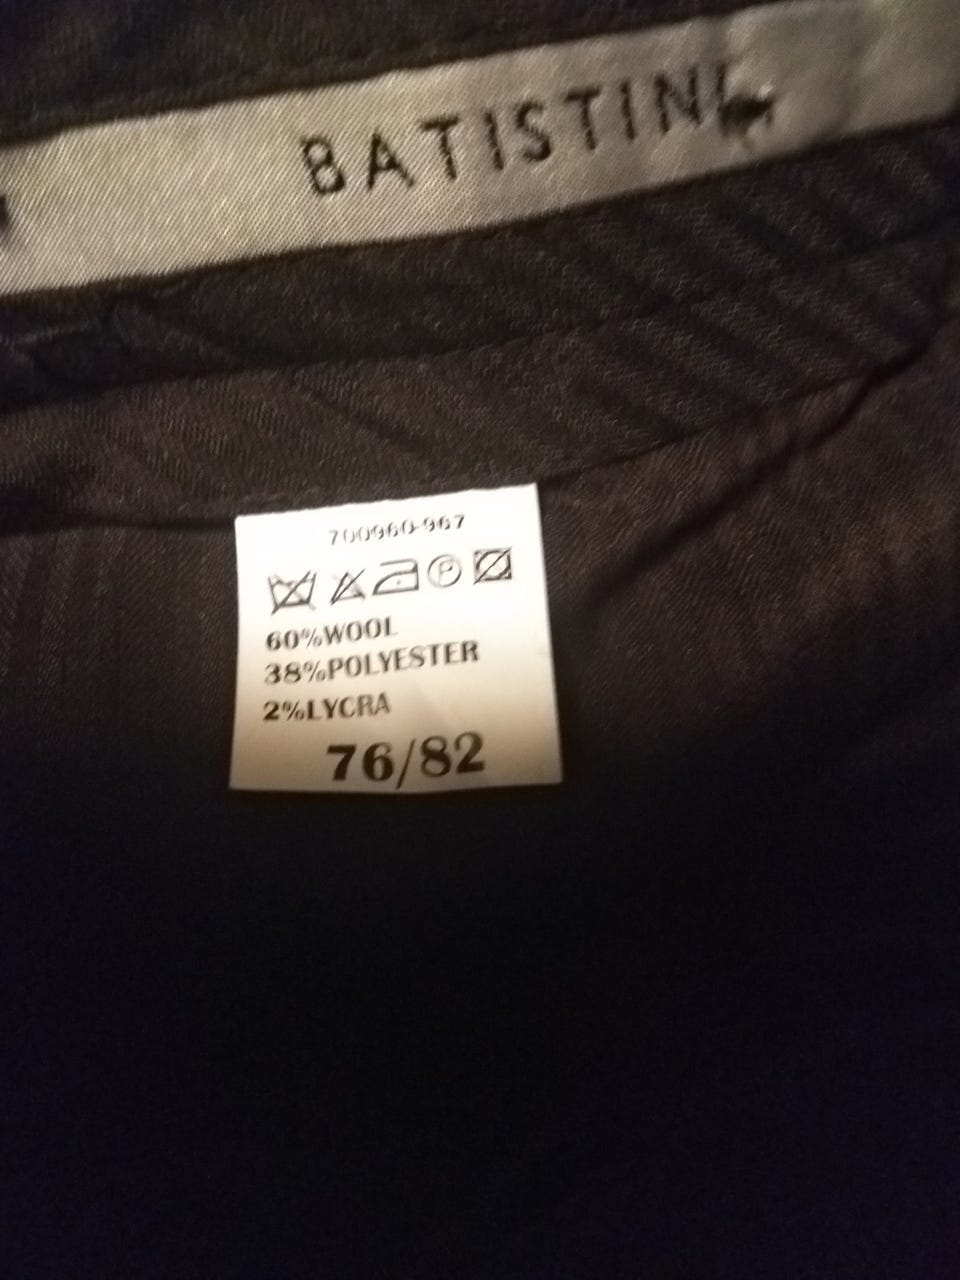 BATISTINI
700960-967
P
60%WOOL
38%POLYESTER
2%LYCRA
76/82